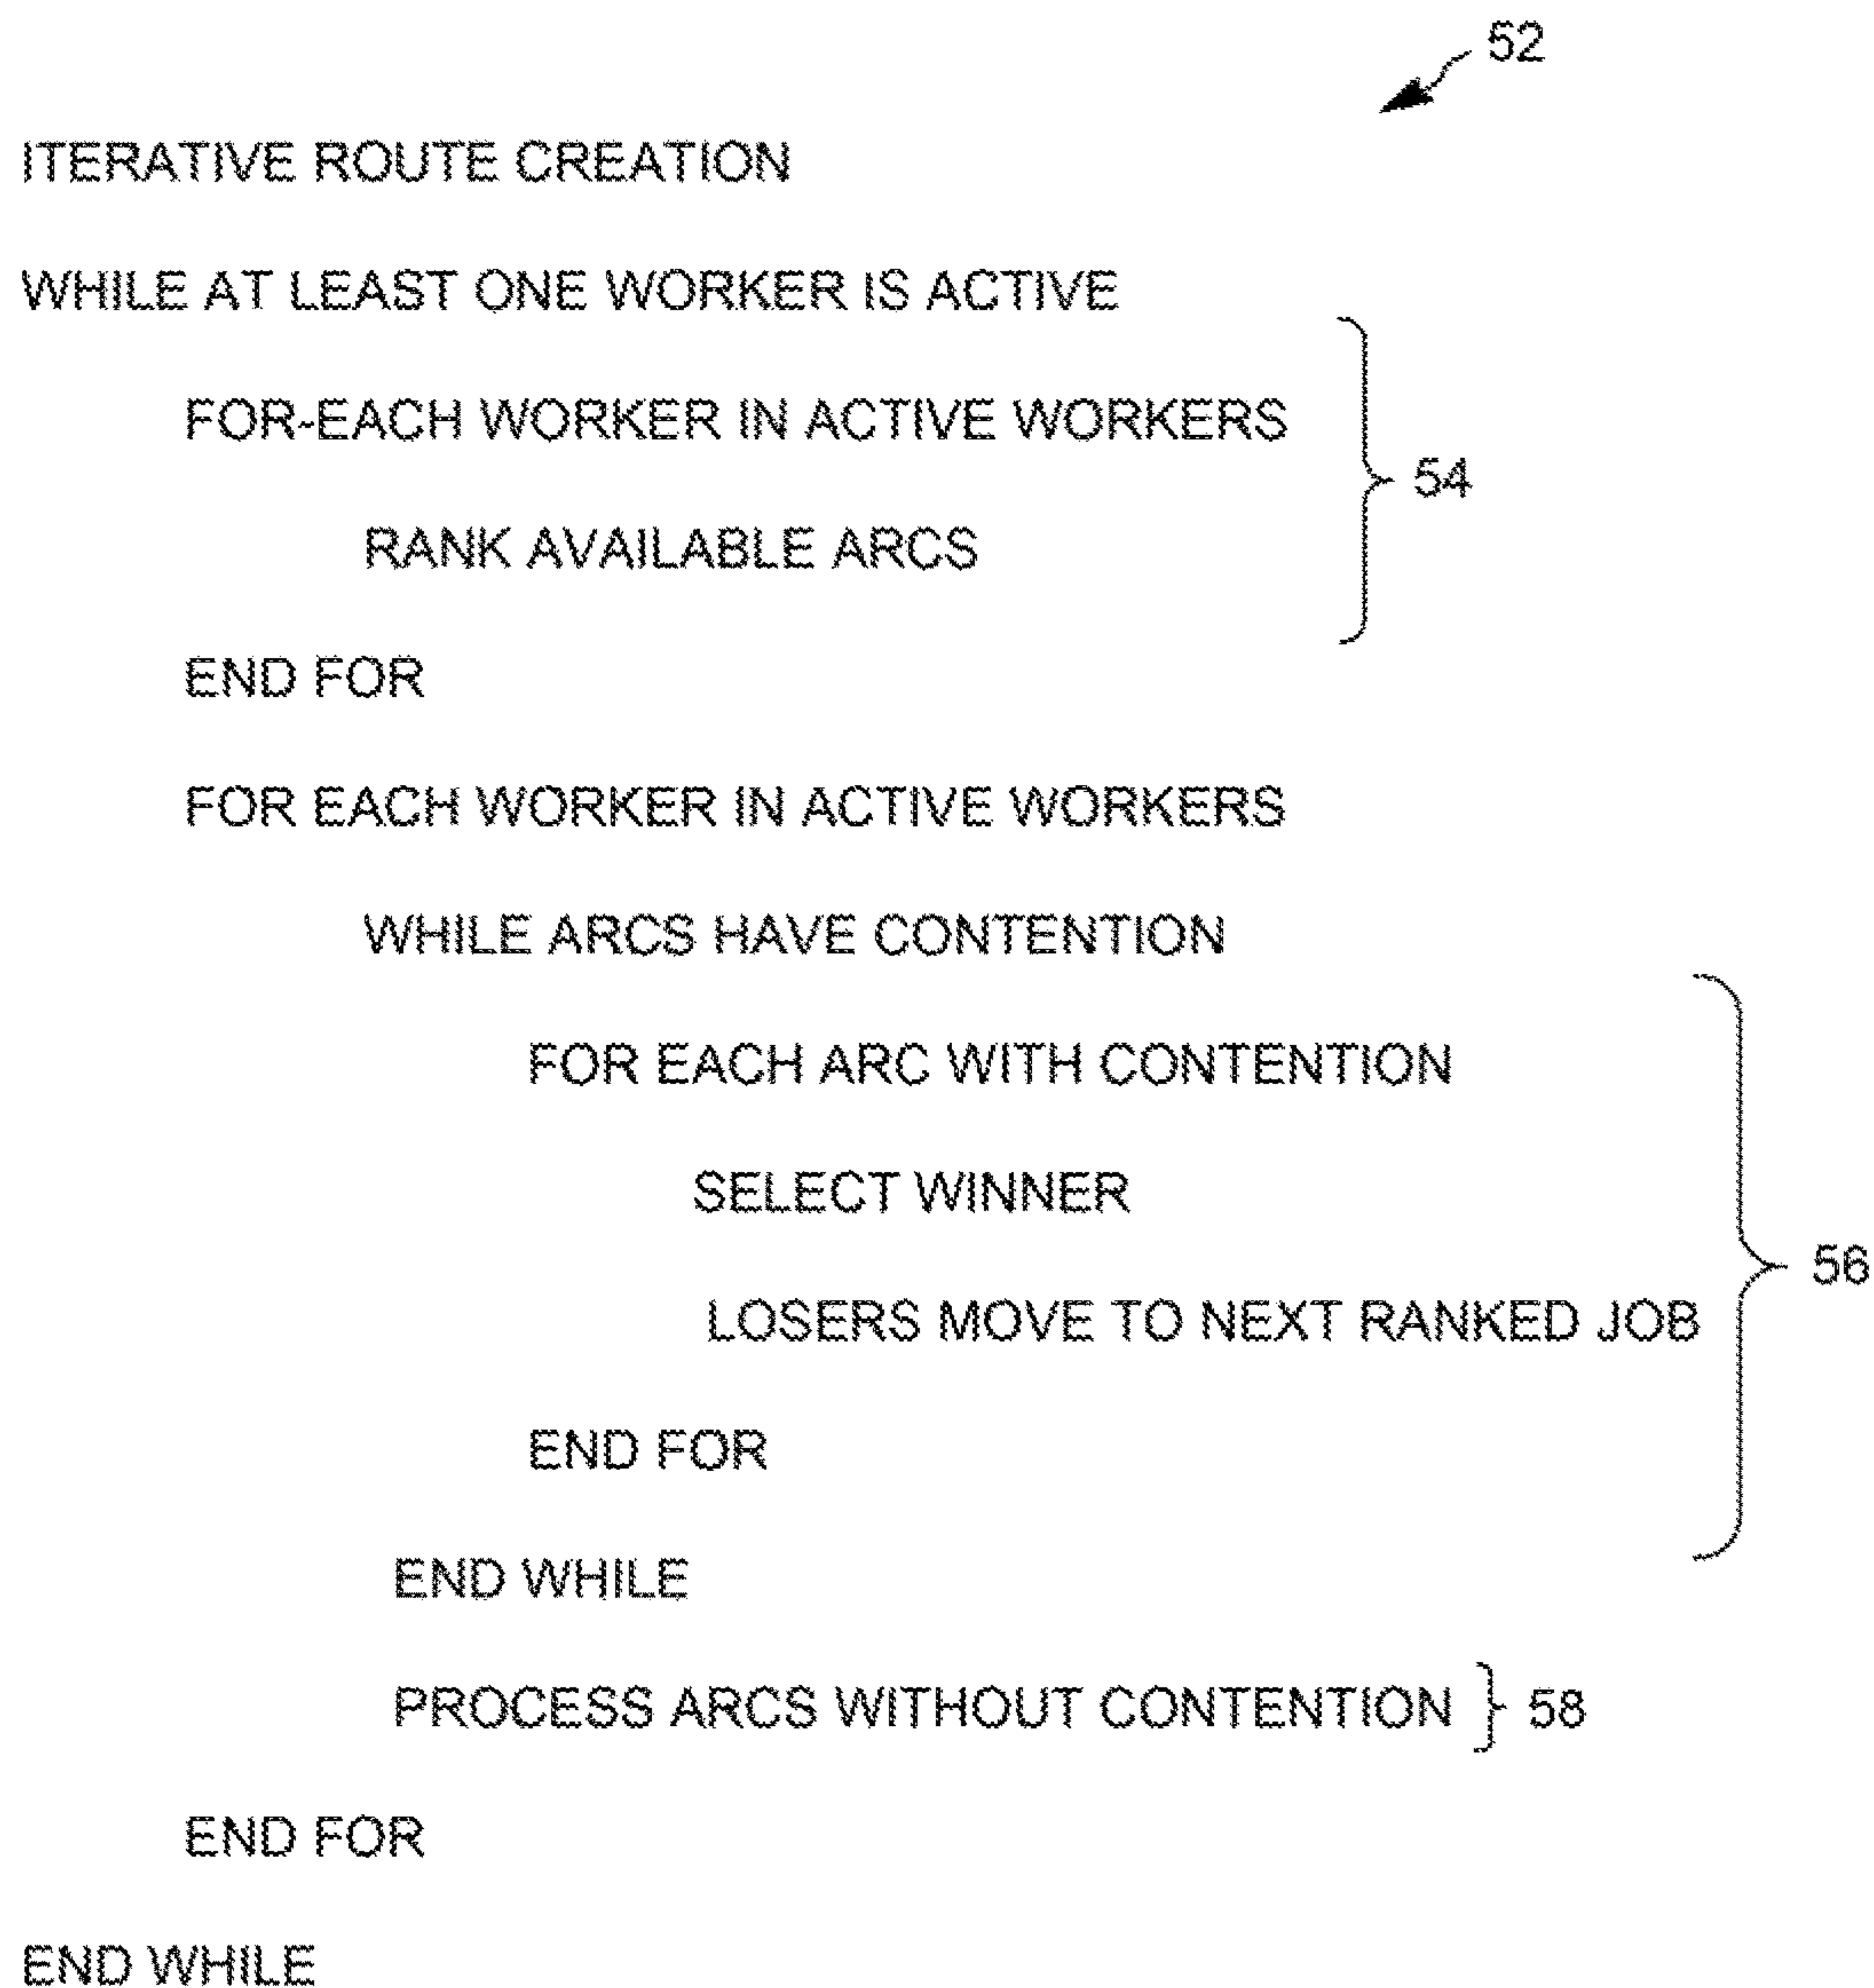 52
ITERATIVE ROUTE CREATION
WHILE AT LEAST ONE WORKER IS ACTIVE
FOR-EACH WORKER IN ACTIVE WORKERS
54
RANK AVAILABLE ARCS
END FOR
FOR EACH WORKER IN ACTIVE WORKERS
WHILE ARCS HAVE CONTENTION
FOR EACH ARC WITH CONTENTION
SELECT WINNER
56
LOSERS MOVE TO NEXT RANKED JOB
END FOR
END WHILE
PROCESS ARCS WITHOUT CONTENTION 58
END FOR
END WHILE